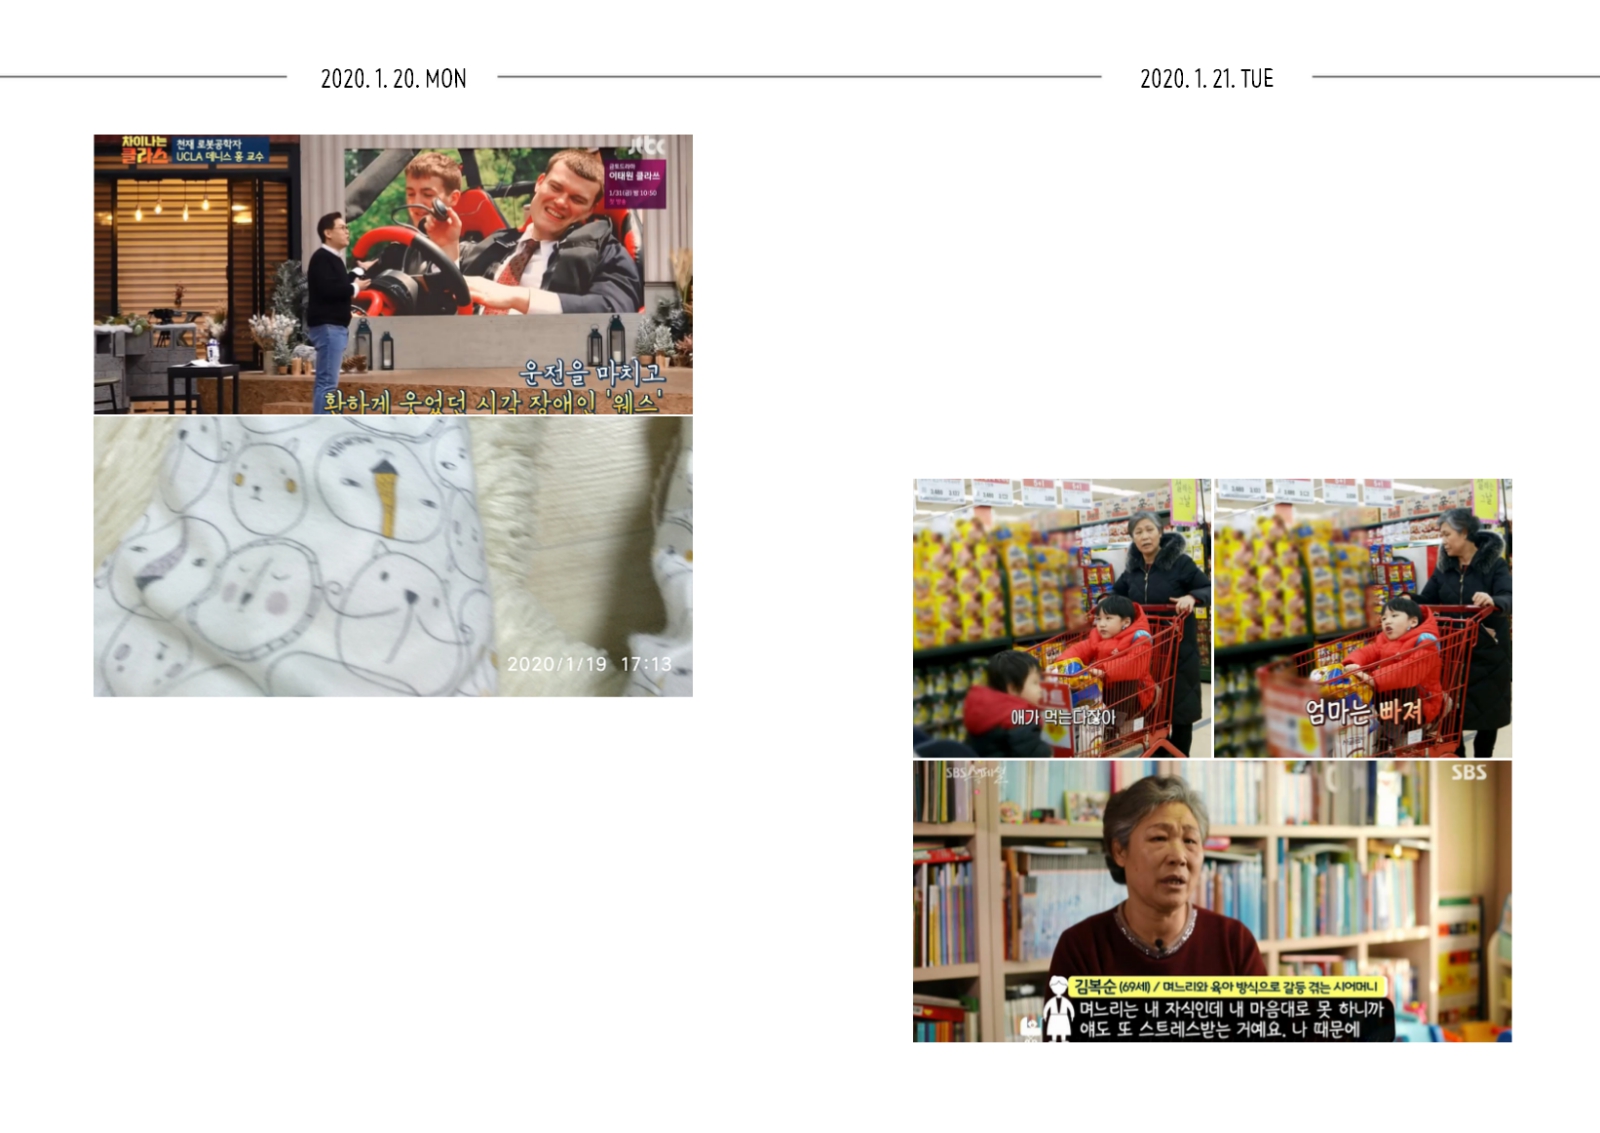 2020. 1. 20. MON
차이나는
클라스
천재 로봇공학자
UCLA 데니스 홍 교수
jtbc
금토드라마
이태원 클라쓰
1/31(금) 밤 10:50
첫 방송
운전을 마치고
환하게 웃었던 시각 장애인 '웨스'
2020/1/19 17:13
2020. 1. 21. TUE
애가 먹는다잖아
엄마는 빠져
SBS 스페셜
SBS
김복순 (69세) / 며느리와 육아 방식으로 갈등 겪는 시어머니
며느리는 내 자식인데 내 마음대로 못 하니까
얘도 또 스트레스받는 거예요. 나 때문에